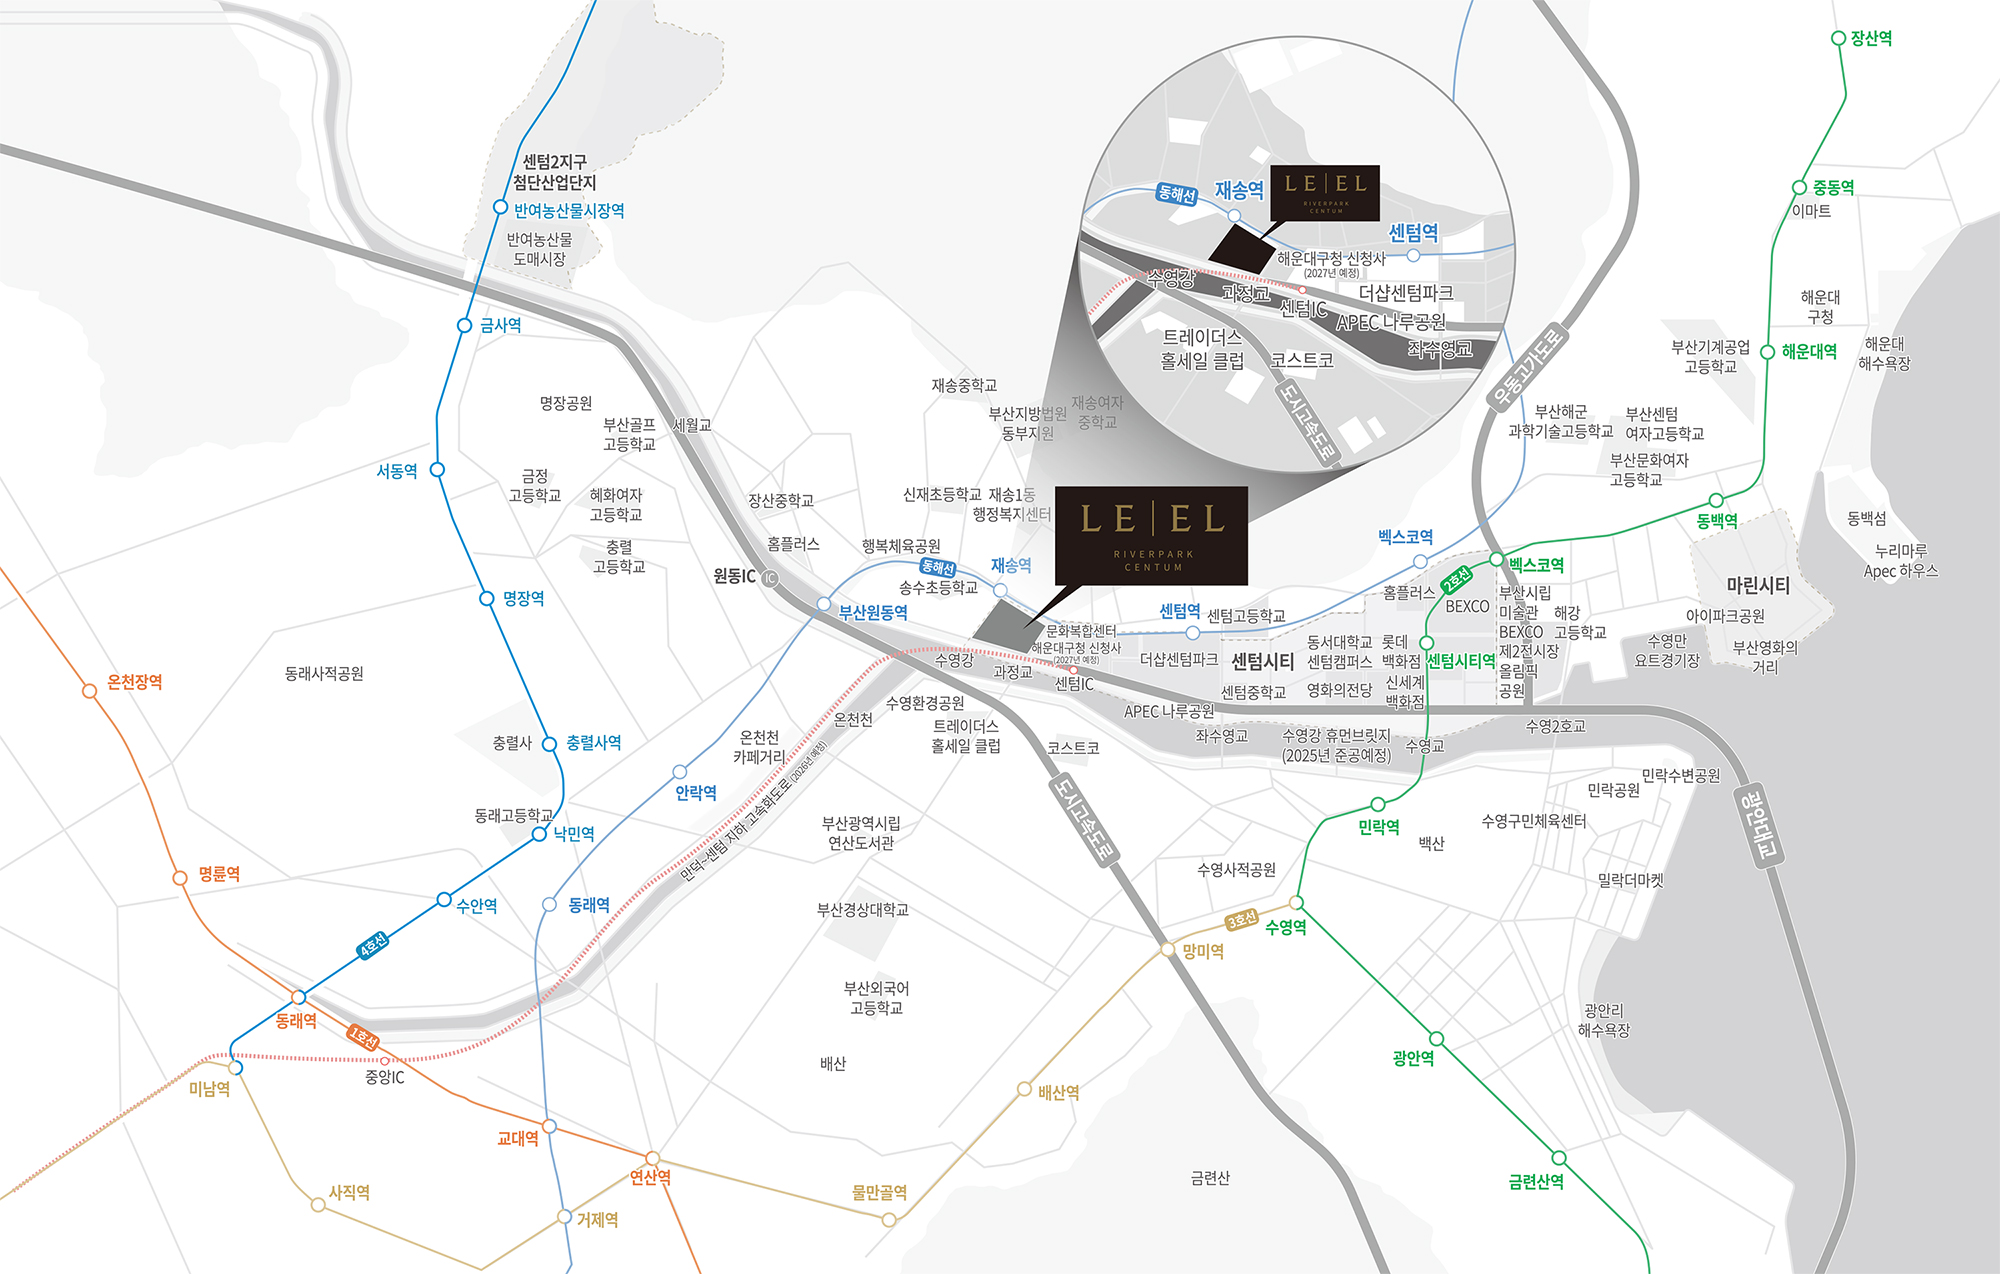 장산역
중동역
이마트
해운대
구청
해운대역
해운대
해수욕장
부산기계공업
고등학교
우동고가도로
부산해군
과학기술고등학교
부산센텀
여자고등학교
부산문화여자
고등학교
동백역
동백섬
누리마루
Apec 하우스
마린시티
아이파크공원
수영만
요트경기장
부산영화의
거리
센텀2지구
첨단산업단지
반여농산물시장역
반여농산물
도매시장
금사역
서동역
명장역
충렬사
충렬사역
동래고등학교
낙민역
수안역
4호선
명장공원
부산골프
고등학교
세월교
금정
고등학교
혜화여자
고등학교
충렬
고등학교
장산중학교
홈플러스
원동IC
IC
재송중학교
부산지방법원
동부지원
재송여자
중학교
신재초등학교
재송1동
행정복지센터
행복체육공원
동해선
재송역
송수초등학교
부산원동역
동해선
재송역
LE|EL
RIVERPARK
CENTUM
센텀역
해운대구청 신청사
(2027년 예정)
수영강
과정교
센텀IC
더샵센텀파크
APEC 나루공원
좌수영교
트레이더스
홀세일 클럽
코스트코
도시고속도로
LE|EL
RIVERPARK
CENTUM
문화복합센터
해운대구청 신청사
(2027년 예정)
수영강
과정교
센텀IC
더샵센텀파크
센텀역
센텀고등학교
센텀시티
센텀중학교
동서대학교
센텀캠퍼스
영화의전당
롯데
백화점
신세계
백화점
센텀시티역
벡스코역
홈플러스
2호선
벡스코역
BEXCO
부산시립
미술관
BEXCO
제2전시장
올림픽
공원
해강
고등학교
APEC 나루공원
좌수영교
수영강 휴먼브릿지
(2025년 준공예정)
수영교
수영2호교
광안대교
수영환경공원
트레이더스
홀세일 클럽
코스트코
도시고속도로
온천천
온천천
카페거리
만덕~센텀 지하 고속화도로 (2026년 예정)
안락역
동래역
동래사적공원
온천장역
명륜역
동래역
1호선
중앙IC
미남역
사직역
교대역
연산역
거제역
물만골역
배산역
배산
부산광역시립
연산도서관
부산경상대학교
부산외국어
고등학교
망미역
3호선
수영역
수영사적공원
민락역
백산
수영구민체육센터
민락공원
민락수변공원
밀락더마켓
광안리
해수욕장
광안역
금련산역
금련산